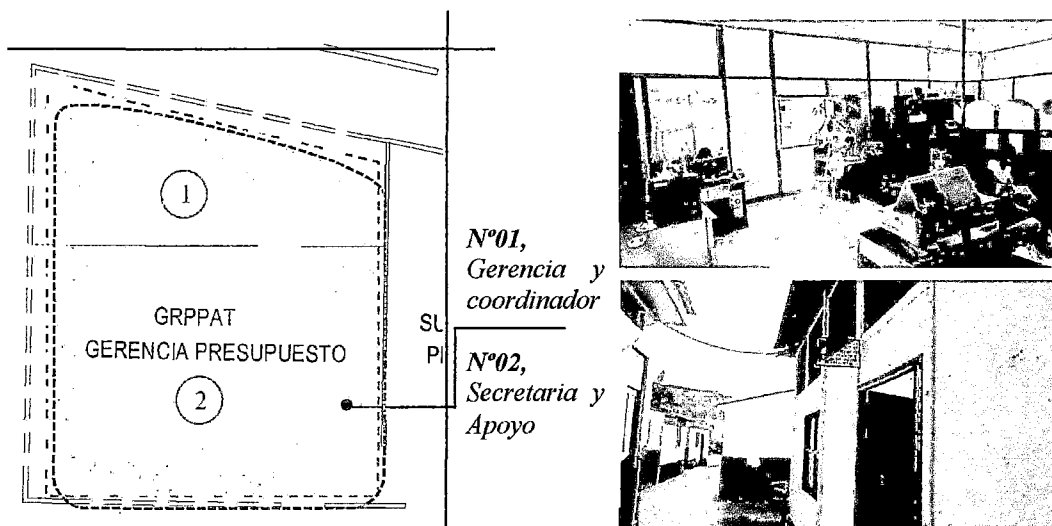 1
GRPPAT
GERENCIA PRESUPUESTO
2
SU
PI
Nº01,
Gerencia y
coordinador
Nº02,
Secretaria y
Apoyo